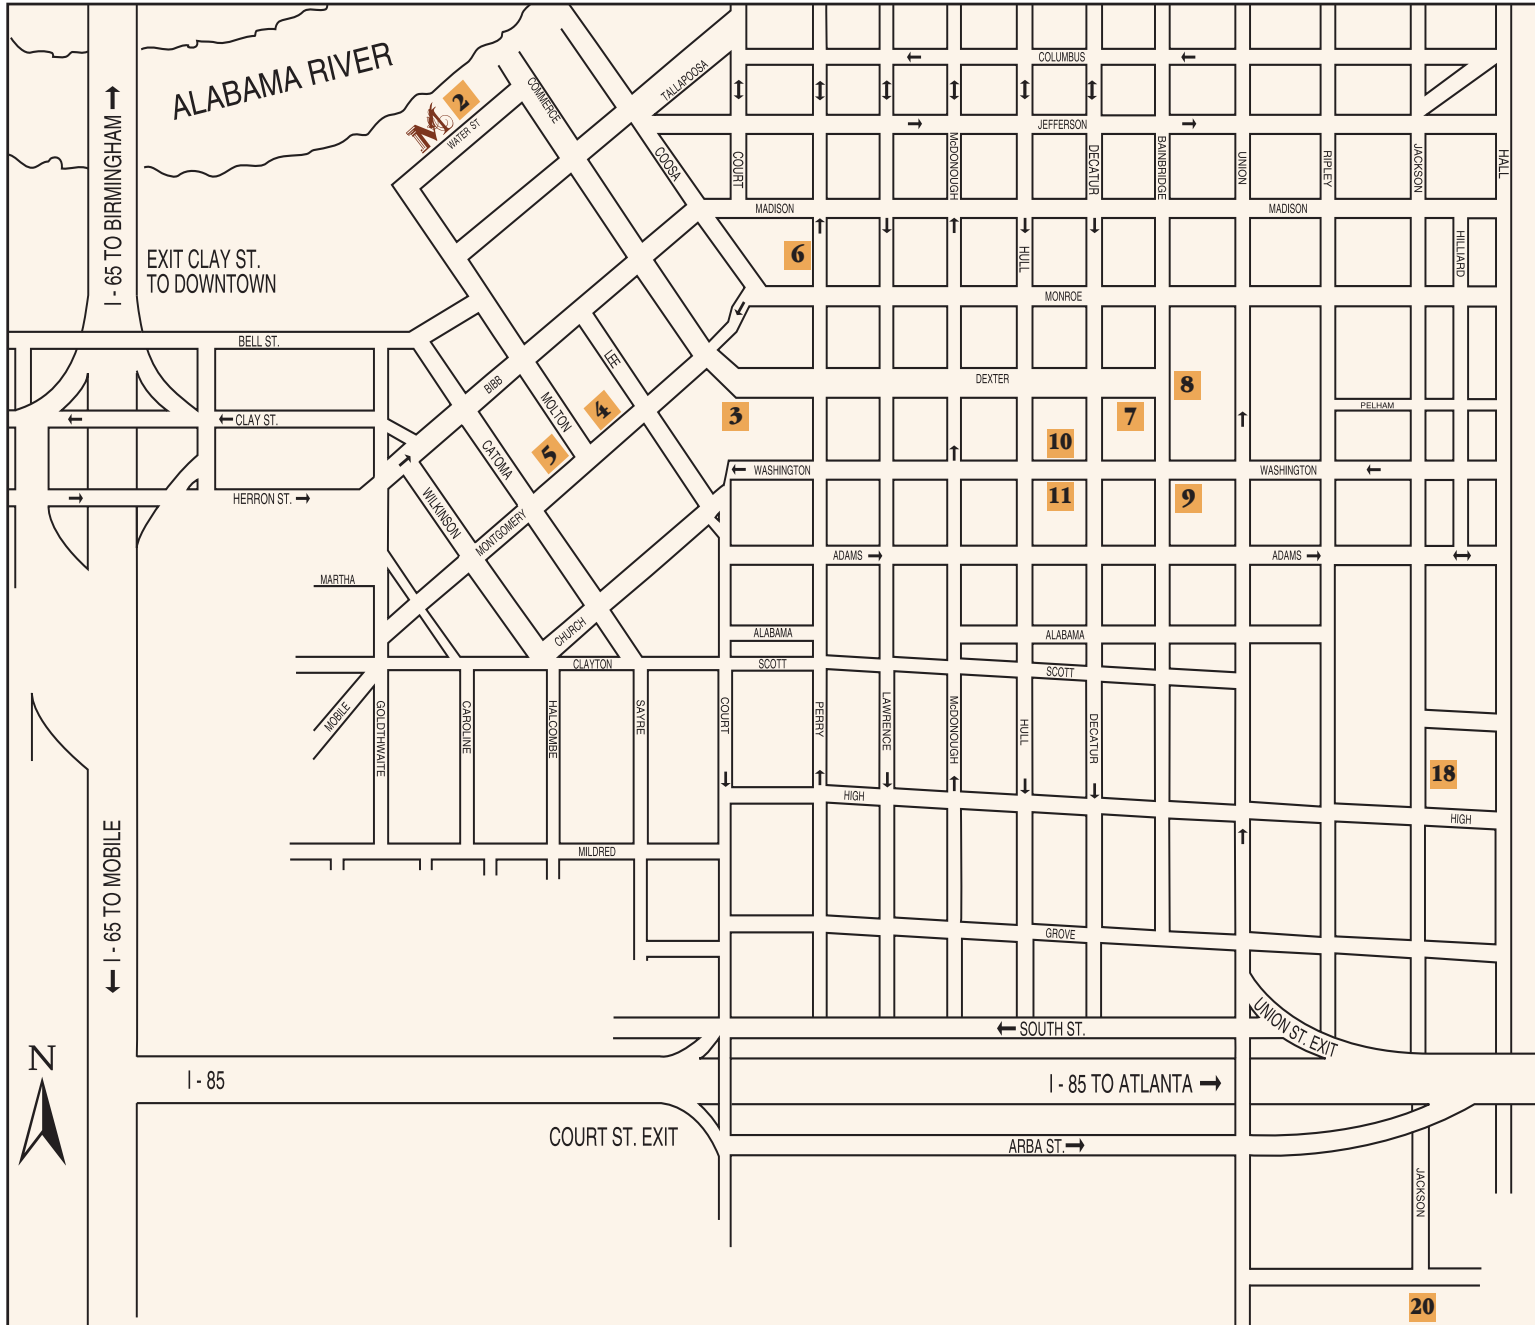 ALABAMA RIVER
I - 65 TO BIRMINGHAM
EXIT CLAY ST.
TO DOWNTOWN
M
2
WATER ST
COMMERCE
TALLAPOOSA
COOSA
COLUMBUS
JEFFERSON
COURT
McDONOUGH
DECATUR
BAINBRIDGE
UNION
RIPLEY
JACKSON
HALL
MADISON
MADISON
6
HULL
HILLIARD
MONROE
BELL ST.
BIBB
LEE
MOLTON
4
DEXTER
8
3
7
PELHAM
CLAY ST.
CATOMA
5
10
WASHINGTON
WASHINGTON
HERRON ST.
WILKINSON
MONTGOMERY
11
9
ADAMS
ADAMS
MARTHA
CHURCH
ALABAMA
ALABAMA
CLAYTON
SCOTT
SCOTT
MOBILE
GOLDTHWAITE
CAROLINE
HALCOMBE
SAYRE
COURT
PERRY
LAWRENCE
McDONOUGH
HULL
DECATUR
18
HIGH
HIGH
MILDRED
I - 65 TO MOBILE
GROVE
SOUTH ST.
UNION ST. EXIT
N
I - 85
I - 85 TO ATLANTA
COURT ST. EXIT
ARBA ST.
JACKSON
20